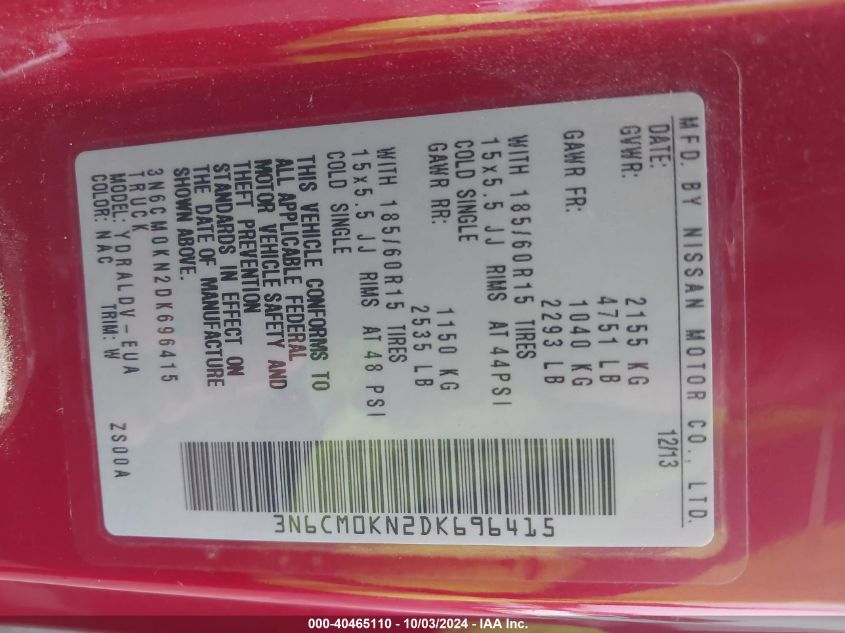 MFD. BY NISSAN MOTOR CO., LTD.
DATE: 12/13
GVWR: 2155 KG
4751 LB
GAWR FR: 1040 KG
2293 LB
WITH 185/60R15 TIRES
15x5.5 JJ RIMS AT 44PSI
COLD SINGLE
GAWR RR: 1150 KG
2535 LB
WITH 185/60R15 TIRES
15x5.5 JJ RIMS AT 48 PSI
COLD SINGLE
THIS VEHICLE CONFORMS TO
ALL APPLICABLE FEDERAL
MOTOR VEHICLE SAFETY AND
THEFT PREVENTION
STANDARDS IN EFFECT ON
THE DATE OF MANUFACTURE
SHOWN ABOVE.
3N6CM0KN2DK696415
TRUCK
MODEL: YDRALDV-EUA
COLOR: NAC TRIM: W ZS00A
3N6CM0KN2DK696415
000-40465110 - 10/03/2024 - IAA Inc.